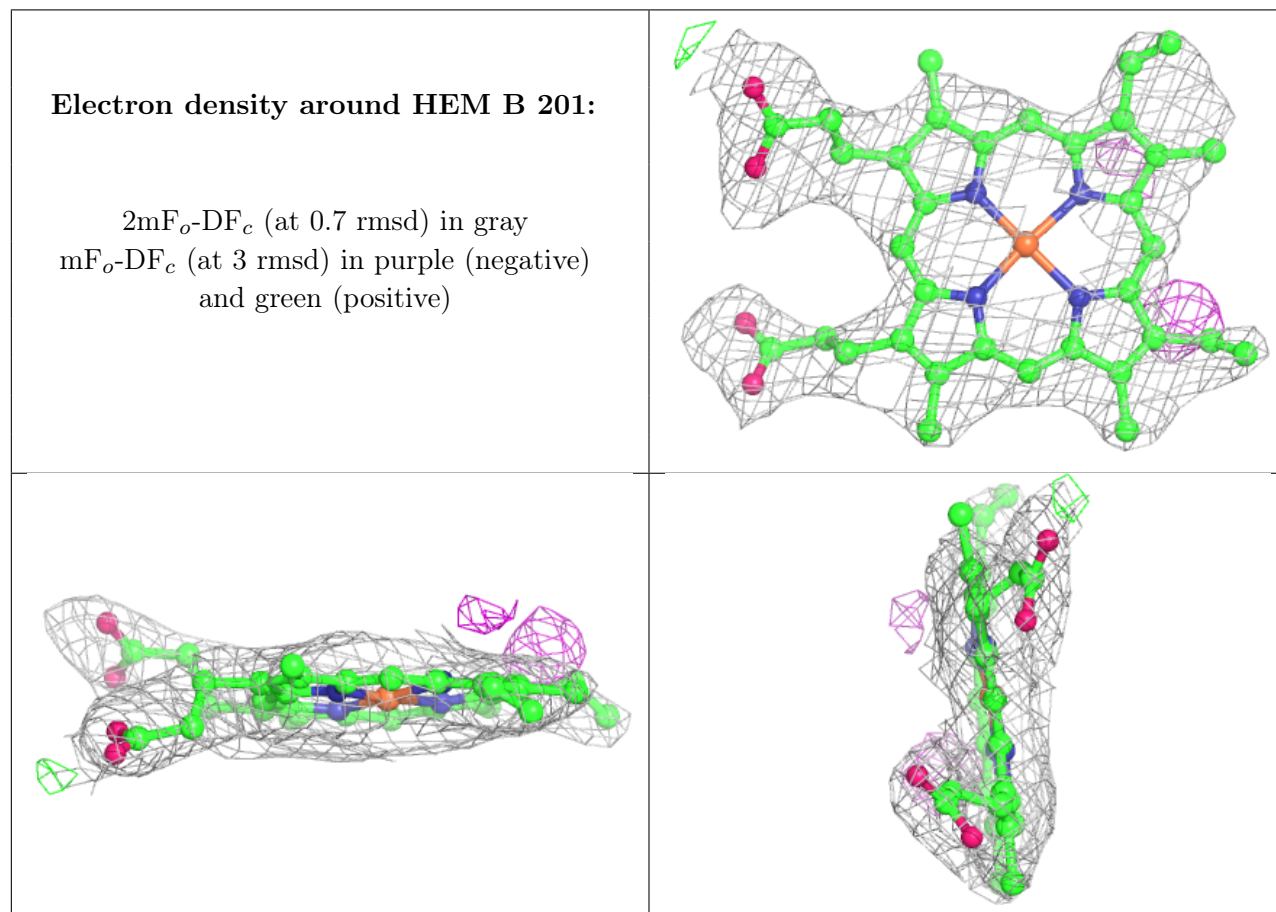 Electron density around HEM B 201:
2mFo-DFc (at 0.7 rmsd) in gray
mFo-DFc (at 3 rmsd) in purple (negative)
and green (positive)